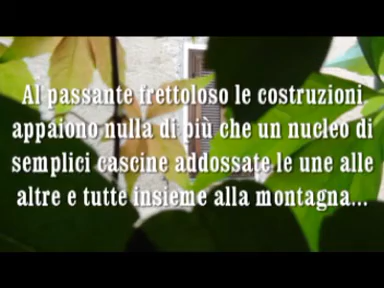 Al passante frettoloso le costruzioni
appaiono nulla di più che un nucleo di
semplici cascine addossate le une alle
altre e tutte insieme alla montagna...